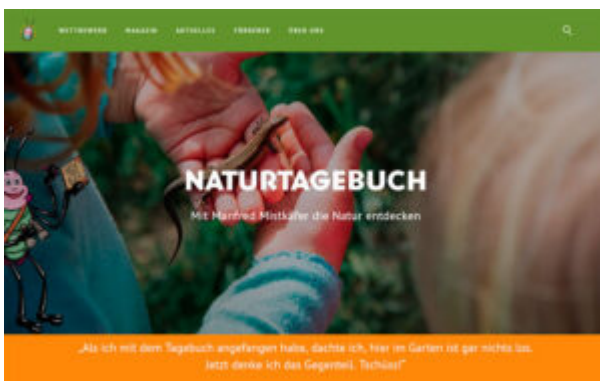 WETTBEWERB MAGAZIN AKTUELLES FÖRDERER ÜBER UNS
NATURTAGEBUCH
Mit Manfred Mistkäfer die Natur entdecken
„Als ich mit dem Tagebuch angefangen habe, dachte ich, hier im Garten ist gar nichts los.
Jetzt denke ich das Gegenteil. Tschüss!“